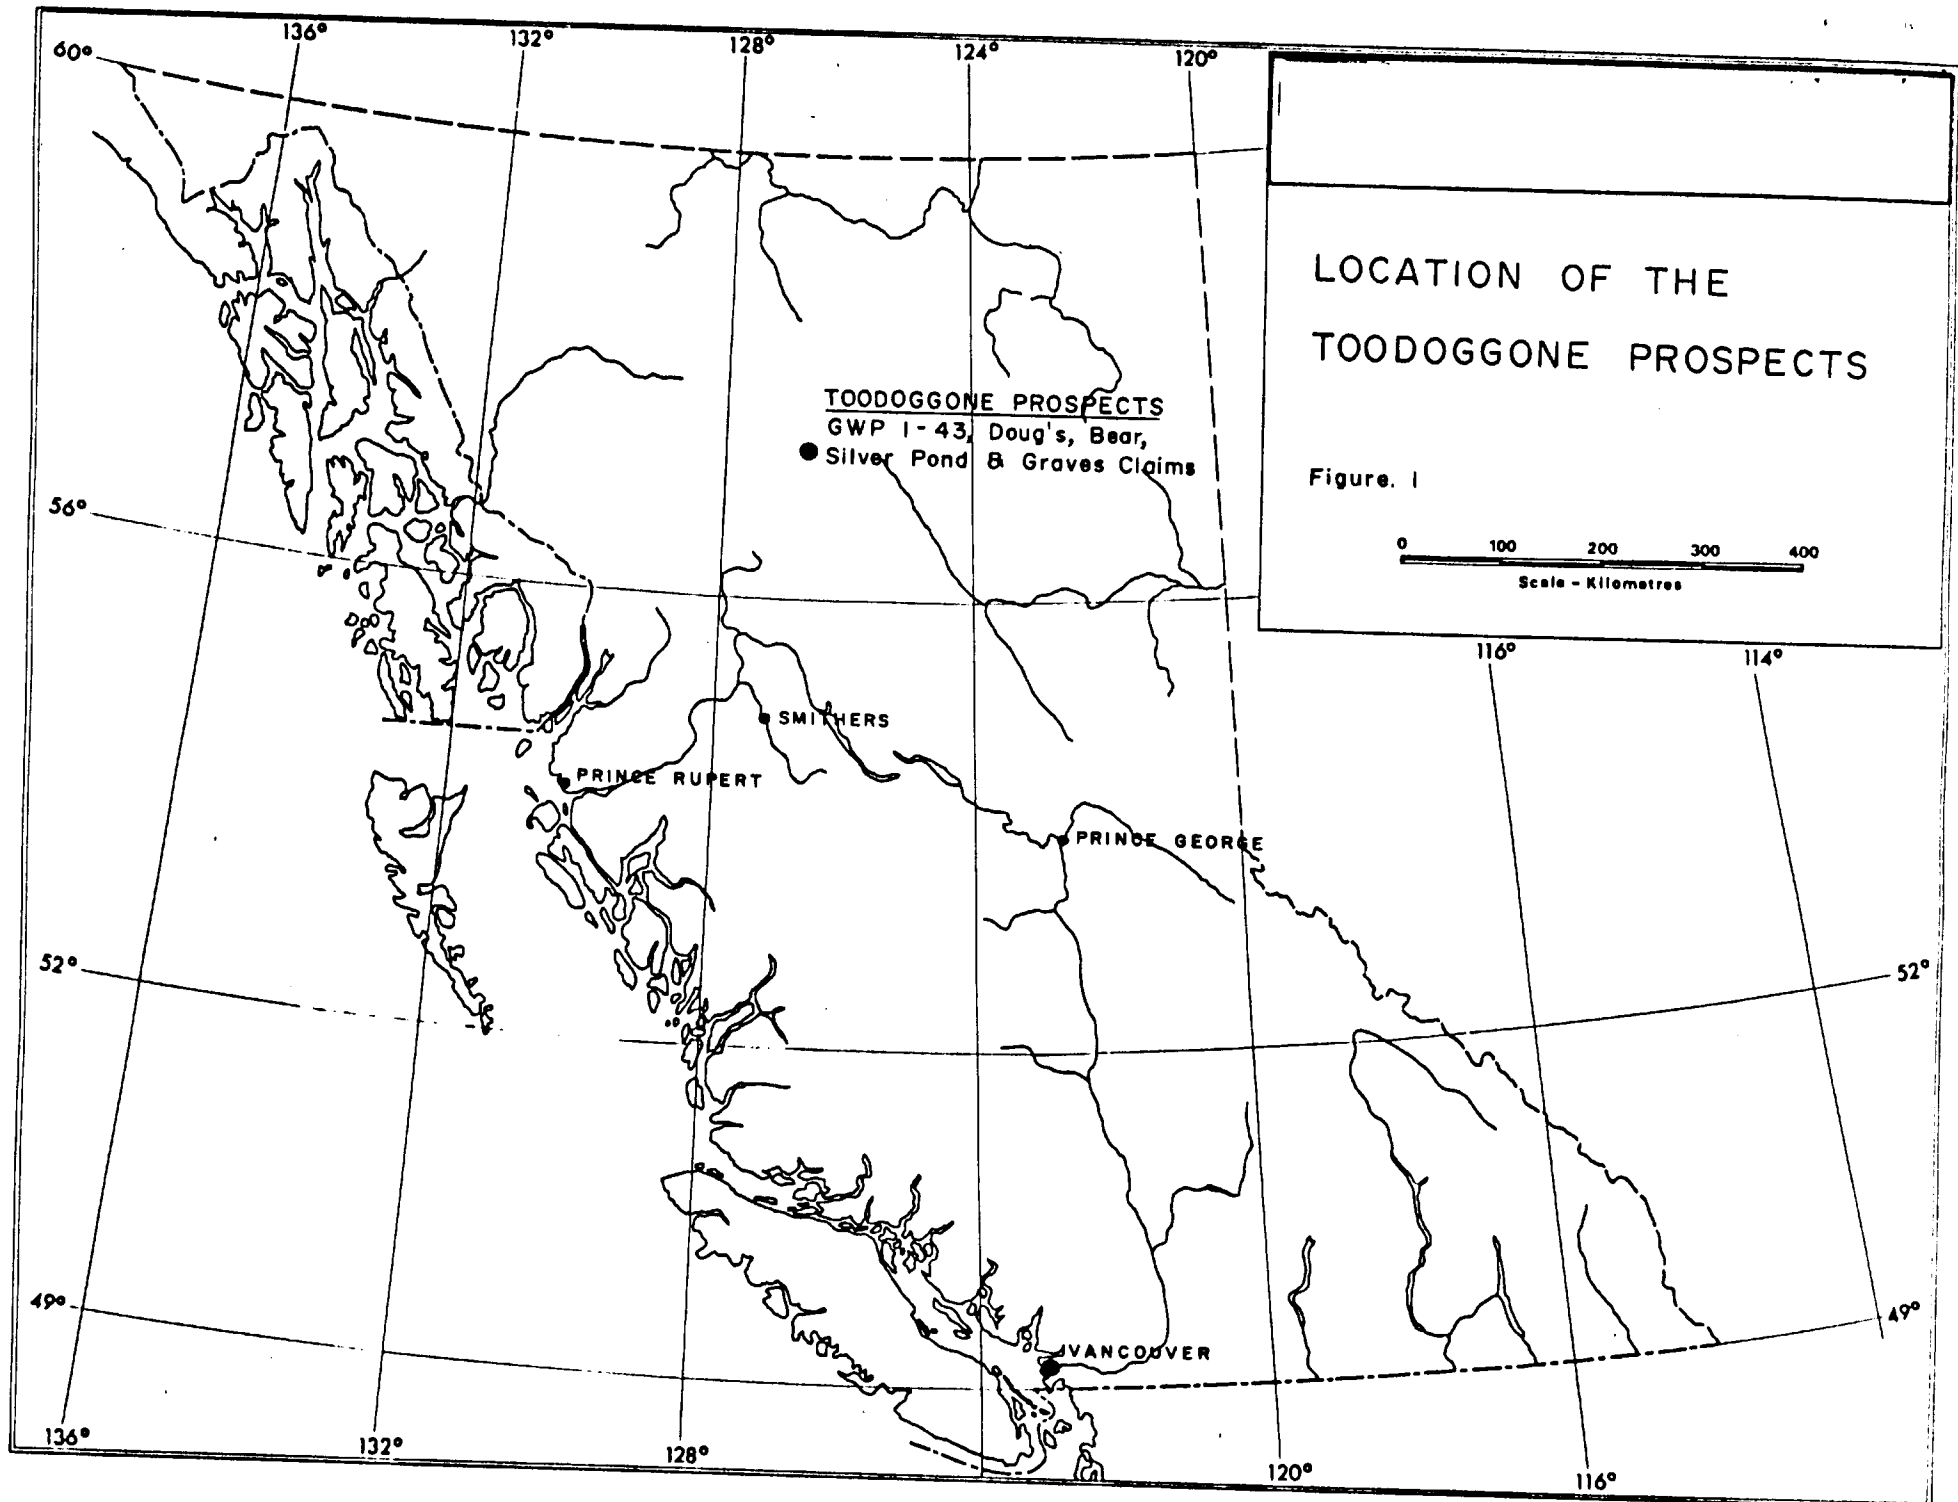 136°
132°
128°
124°
120°
60°
LOCATION OF THE
TOODOGGONE PROSPECTS
TOODOGGONE PROSPECTS
GWP 1-43, Doug's, Bear,
Silver Pond & Graves Claims
Figure. 1
56°
0 100 200 300 400
Scale - Kilometres
116°
114°
SMITHERS
PRINCE RUPERT
PRINCE GEORGE
52°
52°
49°
49°
VANCOUVER
136°
132°
128°
120°
116°